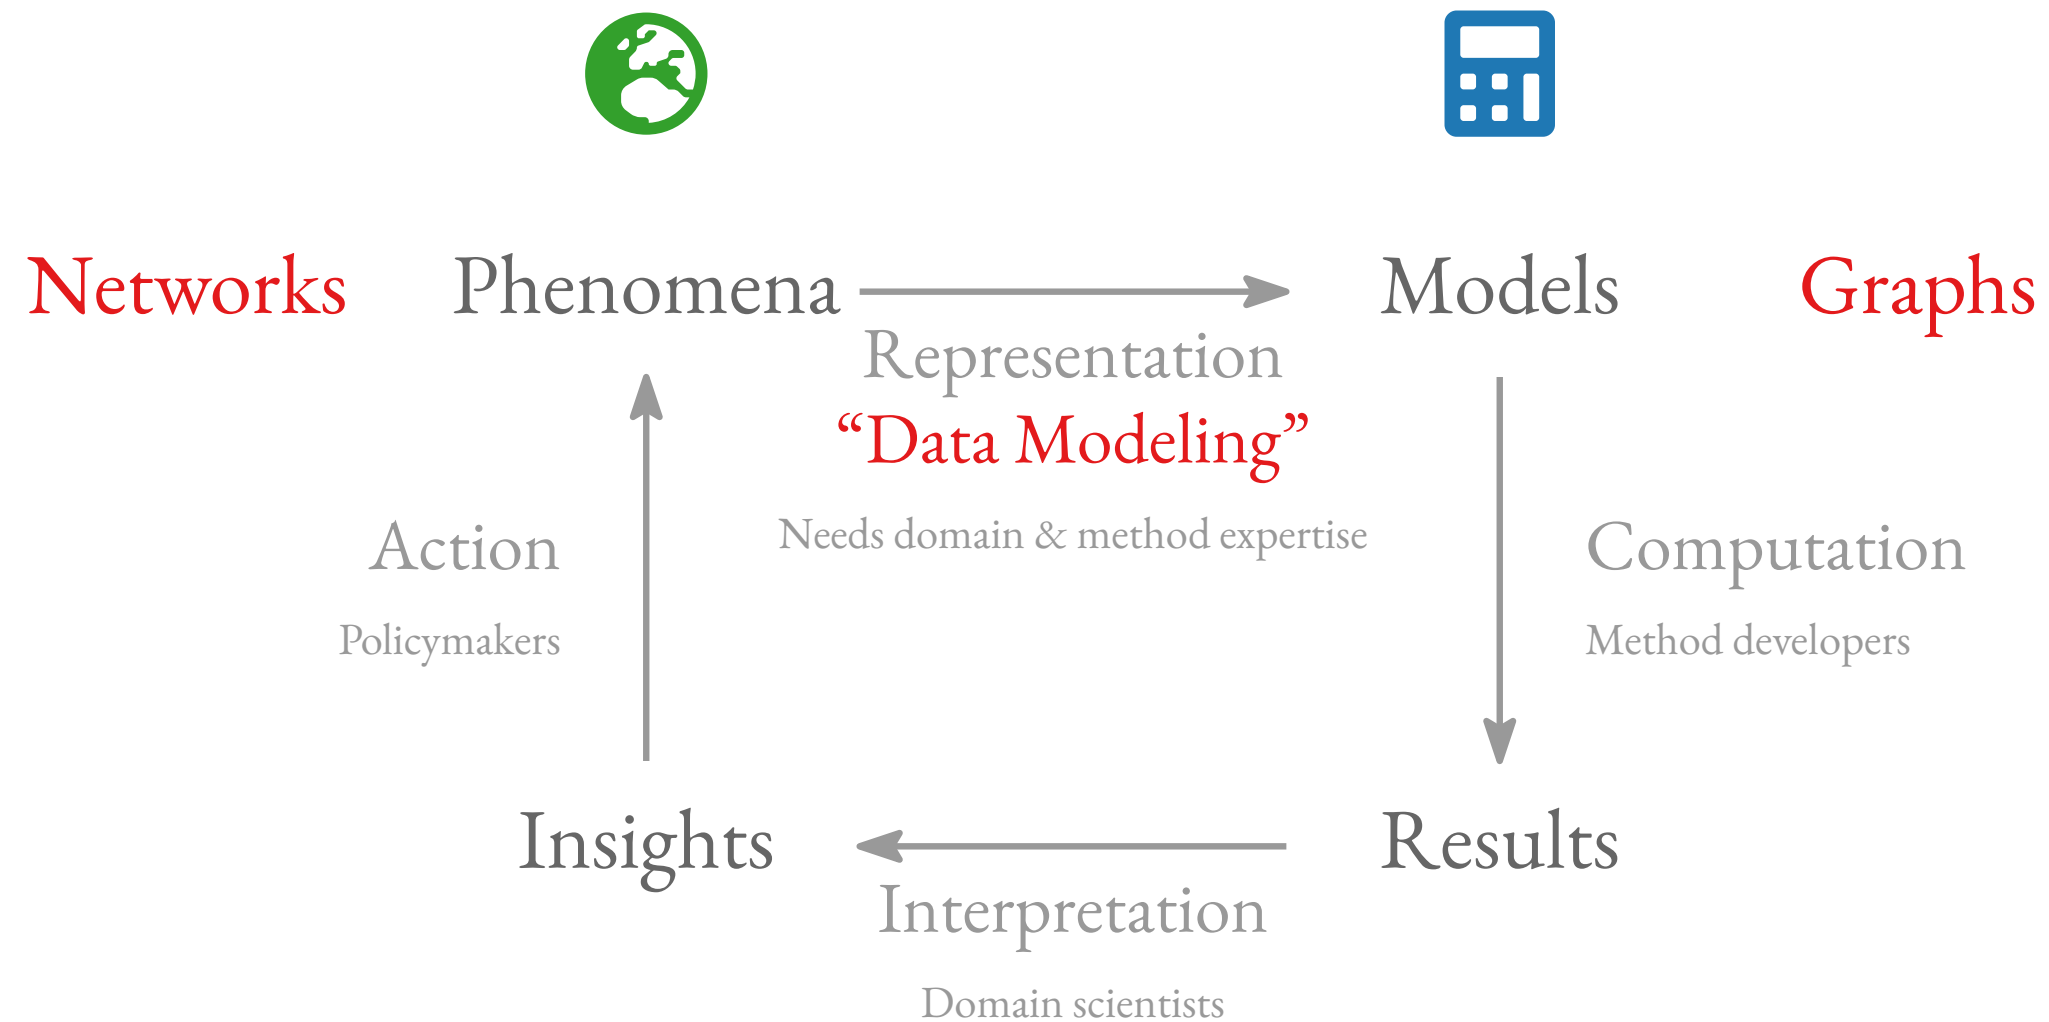 Networks
Phenomena
Models
Graphs
Representation
“Data Modeling”
Needs domain & method expertise
Action
Policymakers
Computation
Method developers
Insights
Results
Interpretation
Domain scientists